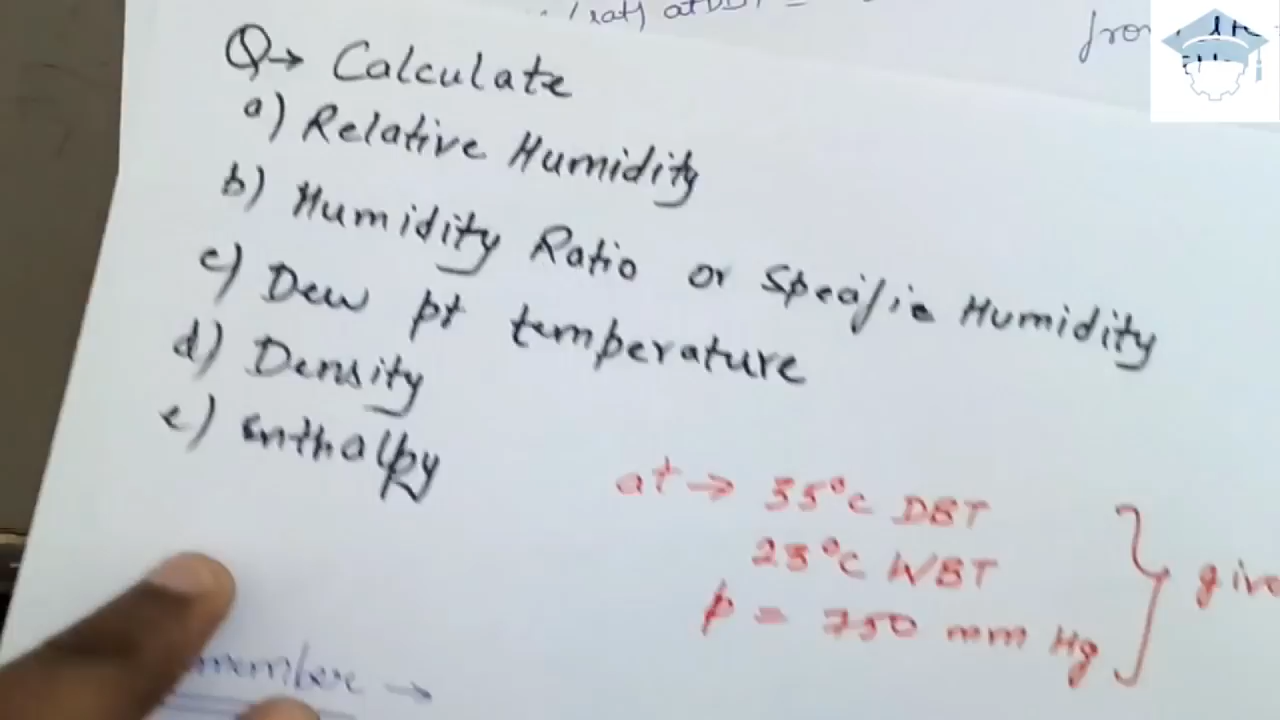 from
Q→ Calculate
a) Relative Humidity
b) Humidity Ratio or Specific Humidity
c) Dew pt temperature
d) Density
e) Enthalpy
at → 35°C DBT
25°C WBT
p = 750 mm Hg